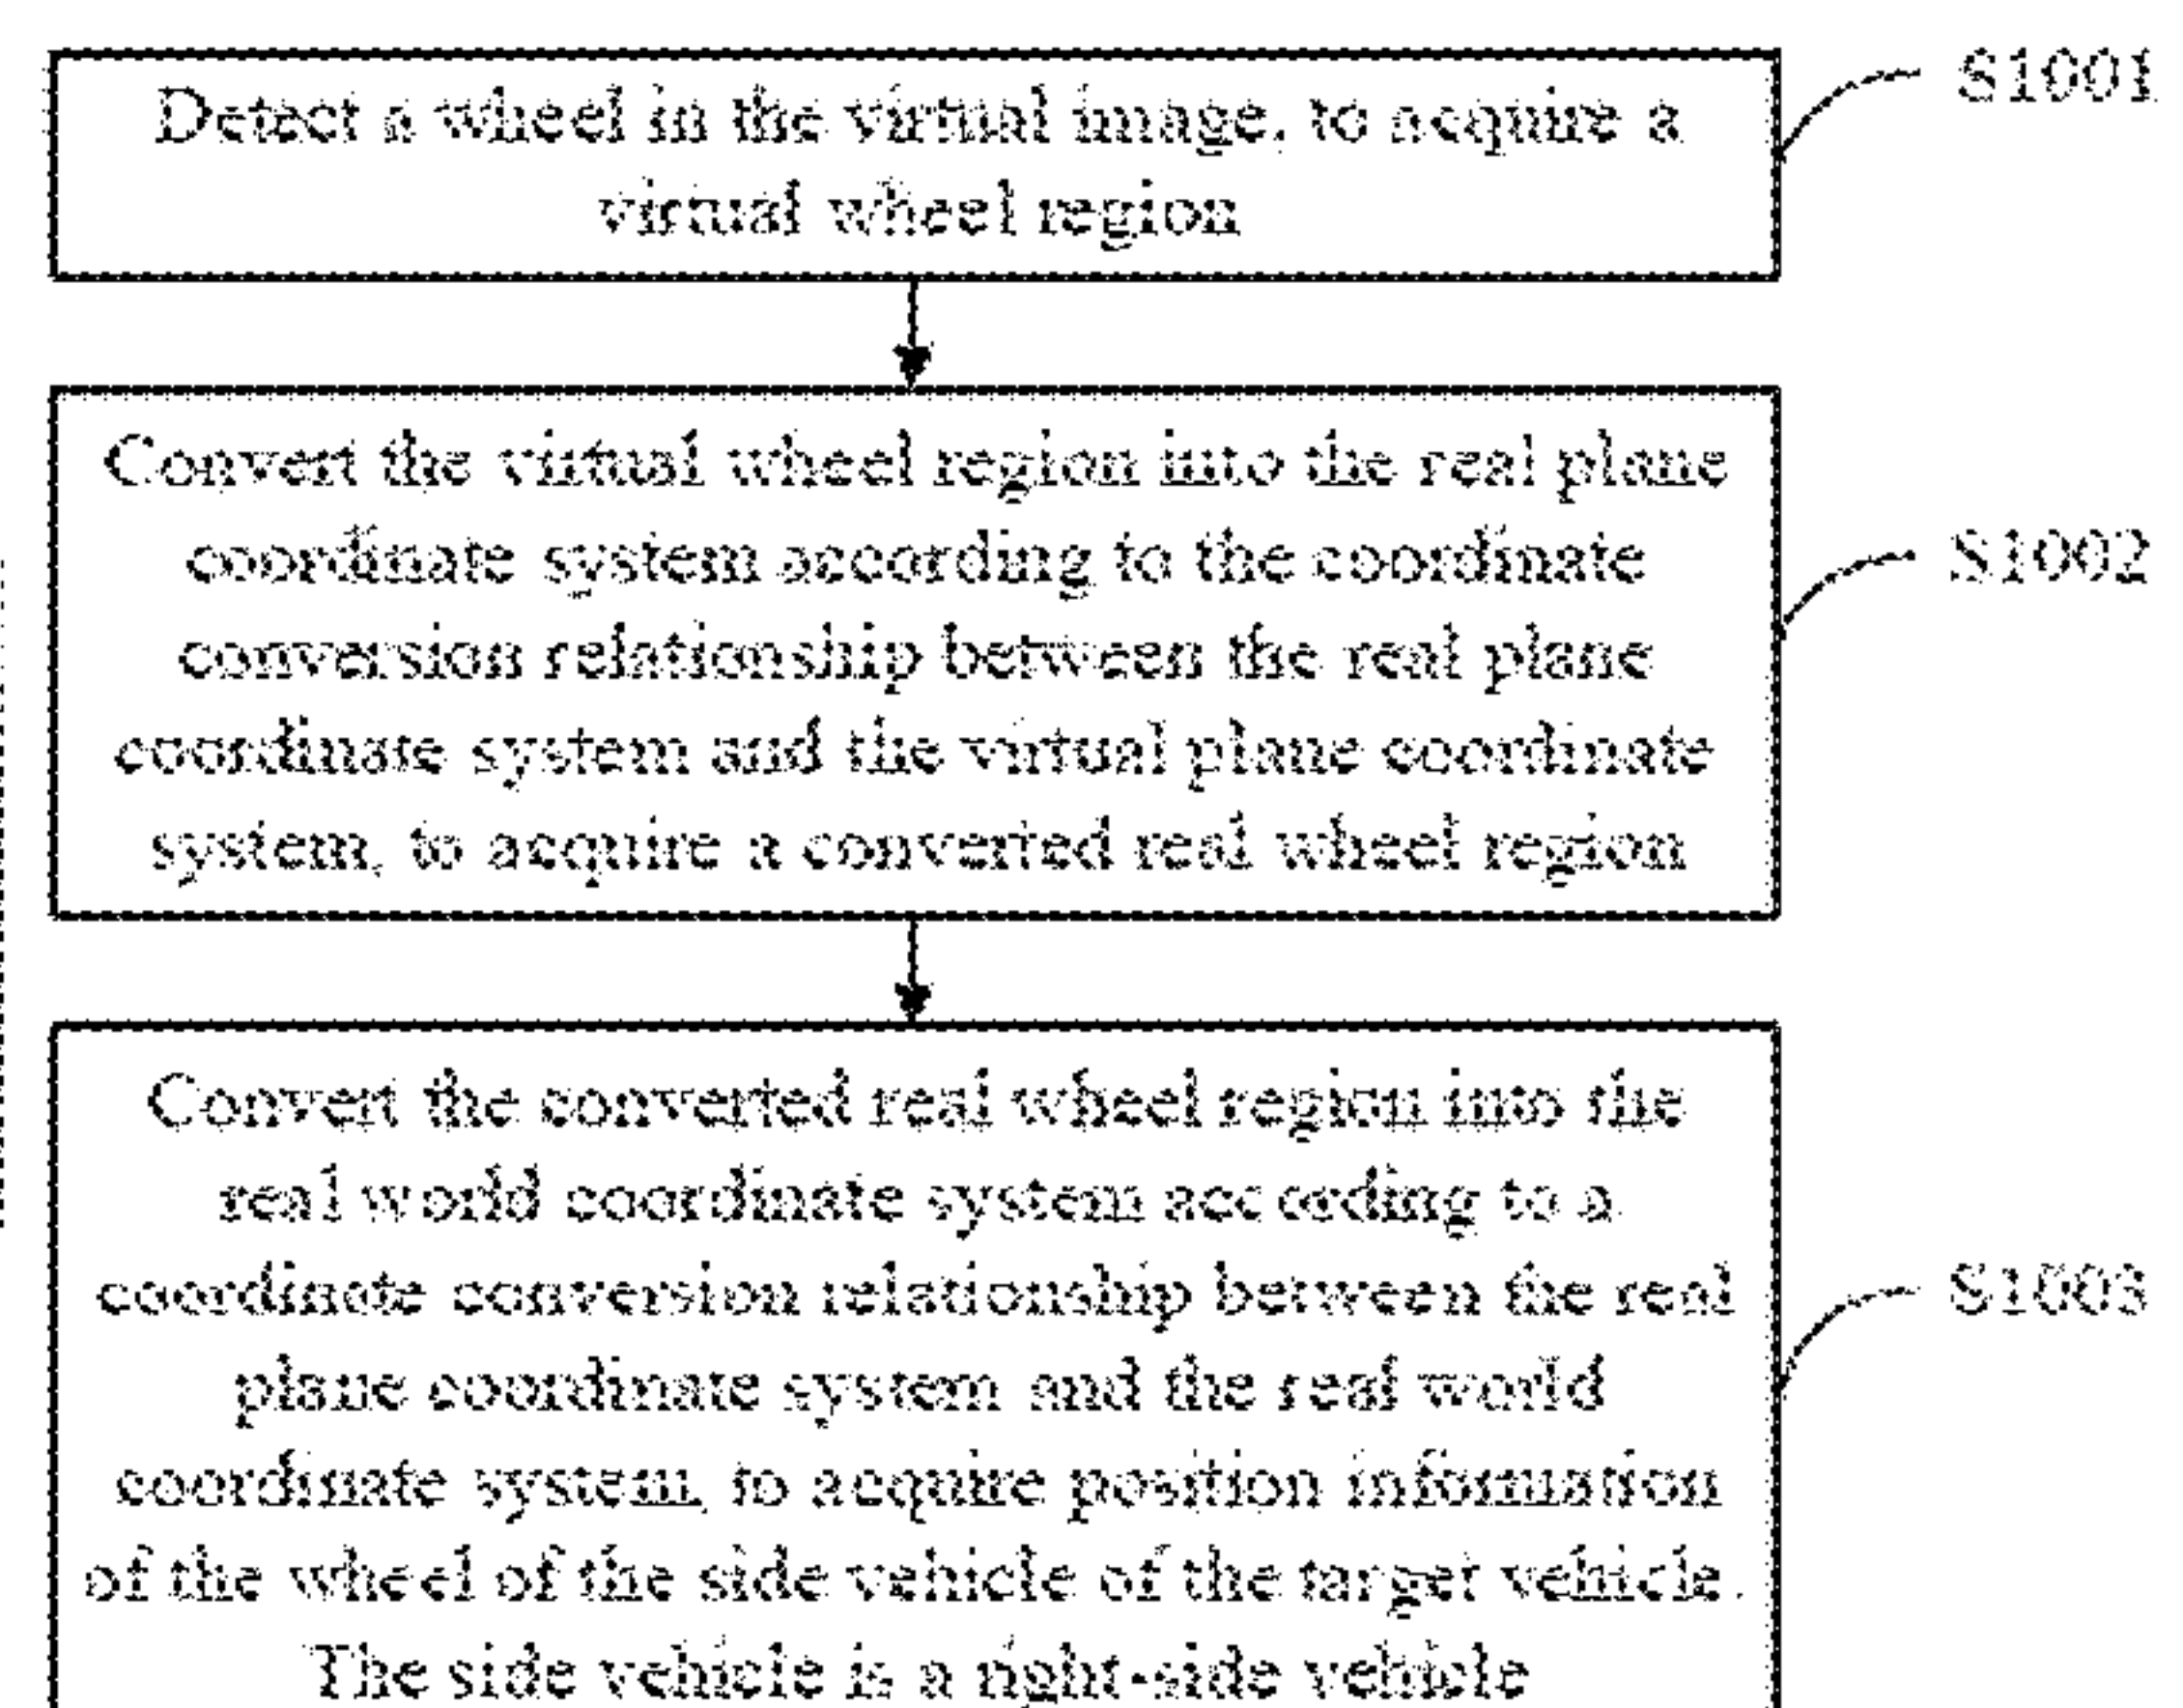 Detect a wheel in the virtual image, to acquire a
virtual wheel region
S1001
Convert the virtual wheel region into the real plane
coordinate system according to the coordinate
conversion relationship between the real plane
coordinate system and the virtual plane coordinate
system, to acquire a converted real wheel region
S1002
Convert the converted real wheel region into the
real world coordinate system according to a
coordinate conversion relationship between the real
plane coordinate system and the real world
coordinate system, to acquire position information
of the wheel of the side vehicle of the target vehicle.
The side vehicle is a right-side vehicle
S1003